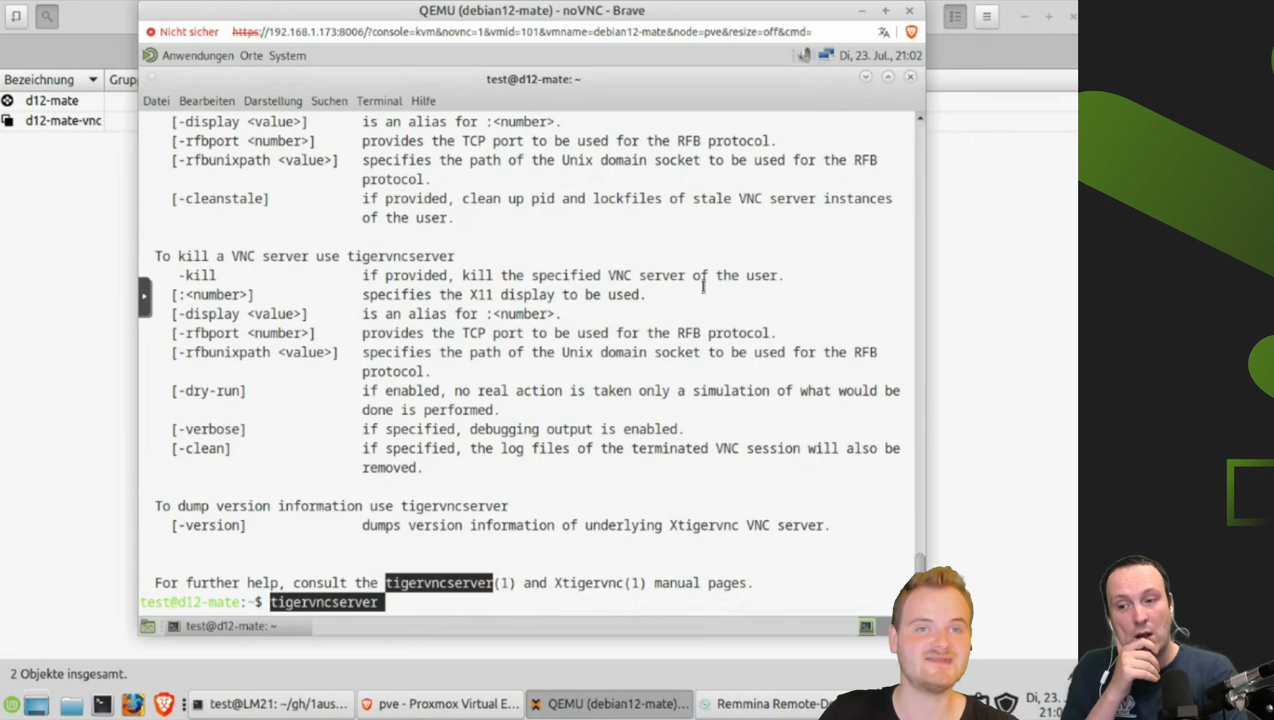 QEMU (debian12-mate) - noVNC - Brave
Nicht sicher https://192.168.1.173:8006/?console=kvm&novnc=1&vmid=101&vmname=debian12-mate&node=pve&resize=off&cmd=
Anwendungen Orte System
Di, 23. Jul., 21:02
test@d12-mate: ~
Datei Bearbeiten Darstellung Suchen Terminal Hilfe
Bezeichnung Grup
d12-mate
d12-mate-vnc
[-display <value>] is an alias for :<number>.
[-rfbport <number>] provides the TCP port to be used for the RFB protocol.
[-rfbunixpath <value>] specifies the path of the Unix domain socket to be used for the RFB
protocol.
[-cleanstale] if provided, clean up pid and lockfiles of stale VNC server instances
of the user.
To kill a VNC server use tigervncserver
-kill if provided, kill the specified VNC server of the user.
[:<number>] specifies the X11 display to be used.
[-display <value>] is an alias for :<number>.
[-rfbport <number>] provides the TCP port to be used for the RFB protocol.
[-rfbunixpath <value>] specifies the path of the Unix domain socket to be used for the RFB
protocol.
[-dry-run] if enabled, no real action is taken only a simulation of what would be
done is performed.
[-verbose] if specified, debugging output is enabled.
[-clean] if specified, the log files of the terminated VNC session will also be
removed.
To dump version information use tigervncserver
[-version] dumps version information of underlying Xtigervnc VNC server.
For further help, consult the tigervncserver(1) and Xtigervnc(1) manual pages.
test@d12-mate:~$ tigervncserver
test@d12-mate: ~
2 Objekte insgesamt.
test@LM21: ~/gh/1aus... pve - Proxmox Virtual E... QEMU (debian12-mate)... Remmina Remote-De
Di, 23.